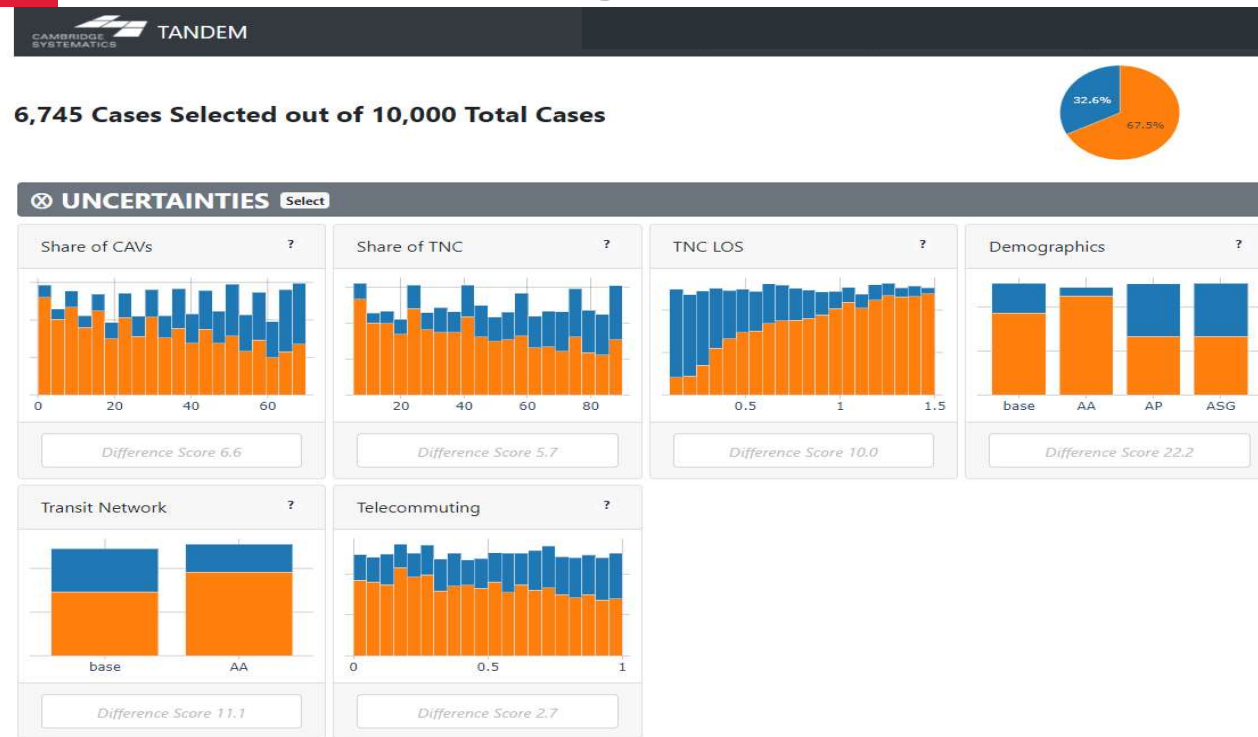 CAMBRIDGE
SYSTEMATICS
TANDEM
6,745 Cases Selected out of 10,000 Total Cases
32.6%
67.5%
UNCERTAINTIES Select
Share of CAVs ?
0 20 40 60
Difference Score 6.6
Share of TNC ?
20 40 60 80
Difference Score 5.7
TNC LOS ?
0.5 1 1.5
Difference Score 10.0
Demographics ?
base AA AP ASG
Difference Score 22.2
Transit Network ?
base AA
Difference Score 11.1
Telecommuting ?
0 0.5 1
Difference Score 2.7